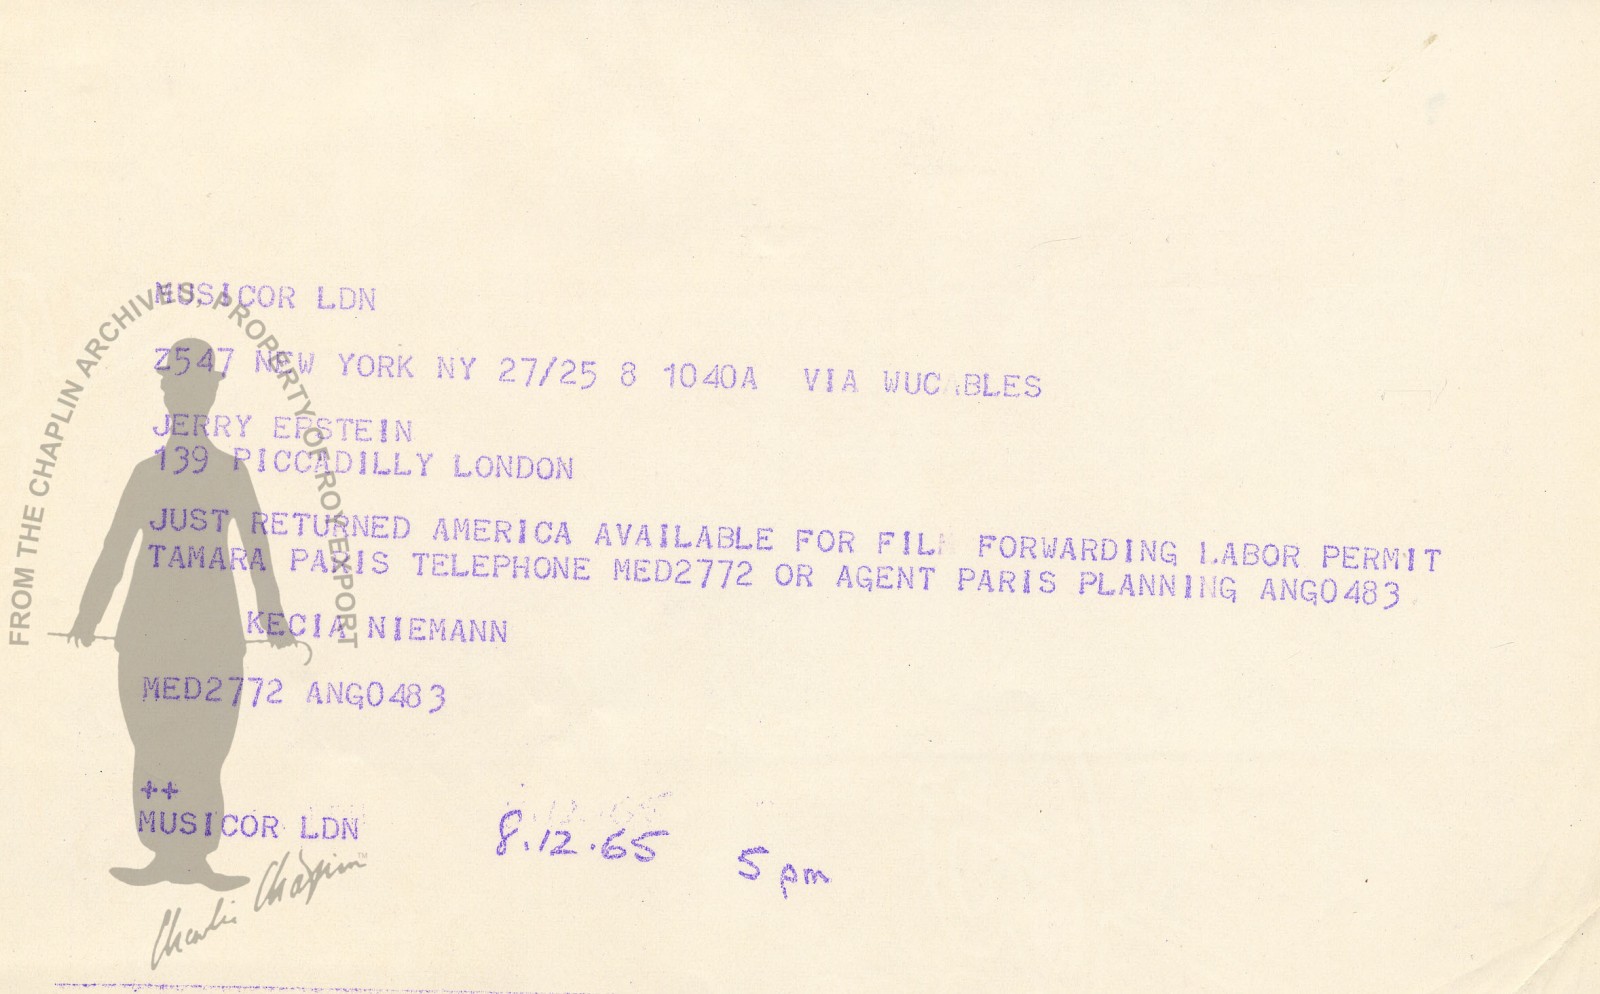 MUSICOR LDN
Z547 NEW YORK NY 27/25 8 1040A VIA WUCABLES
JERRY EPSTEIN
139 PICCADILLY LONDON
JUST RETURNED AMERICA AVAILABLE FOR FILM FORWARDING LABOR PERMIT
TAMARA PARIS TELEPHONE MED2772 OR AGENT PARIS PLANNING ANG0483
KECIA NIEMANN
MED2772 ANG0483
++
MUSICOR LDN
8.12.65 5 pm
FROM THE CHAPLIN ARCHIVES, PROPERTY OF ROY EXPORT
Charlie Chaplin™